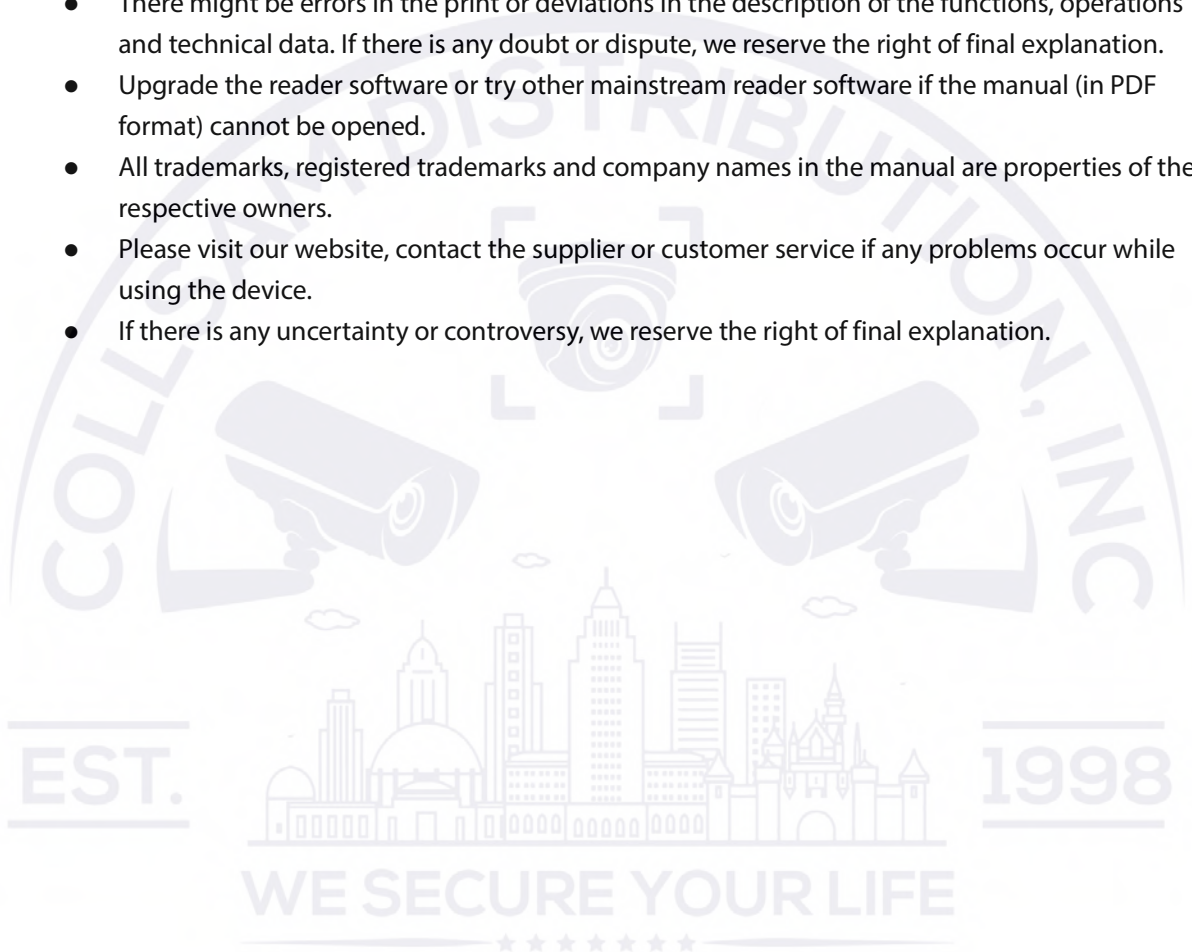 ● There might be errors in the print or deviations in the description of the functions, operations
and technical data. If there is any doubt or dispute, we reserve the right of final explanation.
● Upgrade the reader software or try other mainstream reader software if the manual (in PDF
format) cannot be opened.
● All trademarks, registered trademarks and company names in the manual are properties of the
respective owners.
● Please visit our website, contact the supplier or customer service if any problems occur while
using the device.
● If there is any uncertainty or controversy, we reserve the right of final explanation.
COLLSAM DISTRIBUTION, INC
EST.
1998
WE SECURE YOUR LIFE